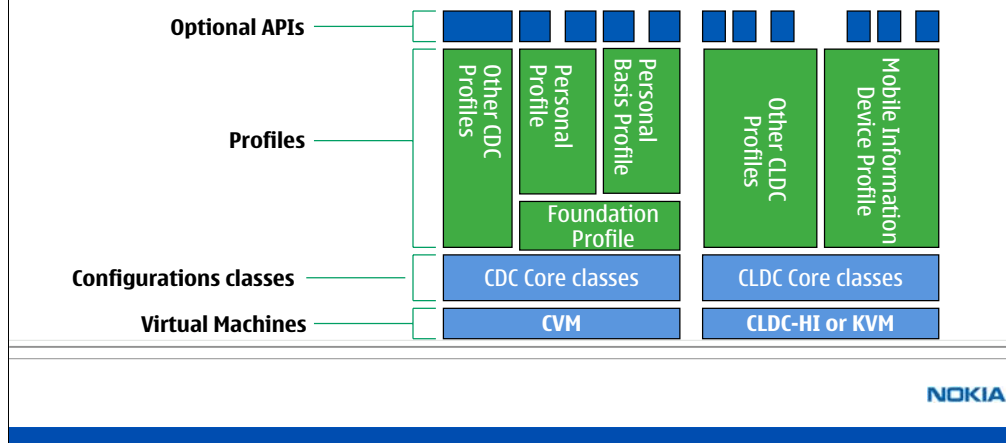 Optional APIs
Profiles
Other CDC
Profiles
Personal
Profile
Personal
Basis Profile
Foundation
Profile
Other CLDC
Profiles
Mobile Information
Device Profile
Configurations classes
CDC Core classes
CLDC Core classes
Virtual Machines
CVM
CLDC-HI or KVM
NOKIA